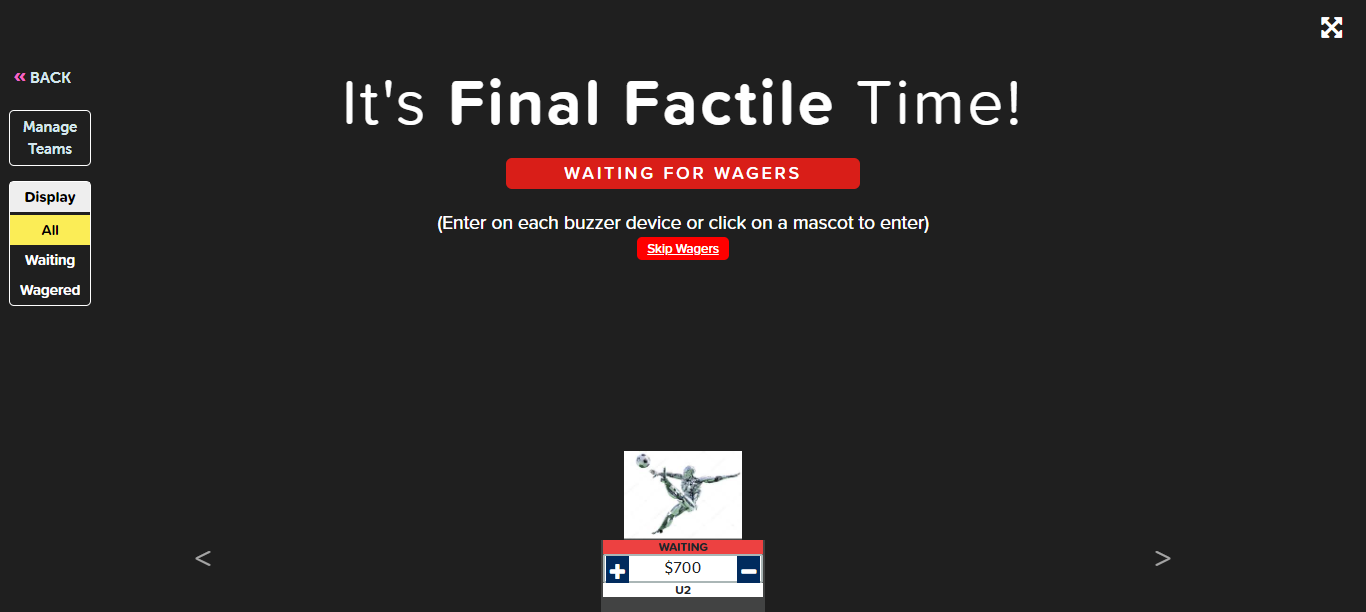 « BACK
Manage
Teams
Display
All
Waiting
Wagered
It's Final Factile Time!
WAITING FOR WAGERS
(Enter on each buzzer device or click on a mascot to enter)
Skip Wagers
<
>
WAITING
+ $700 −
U2